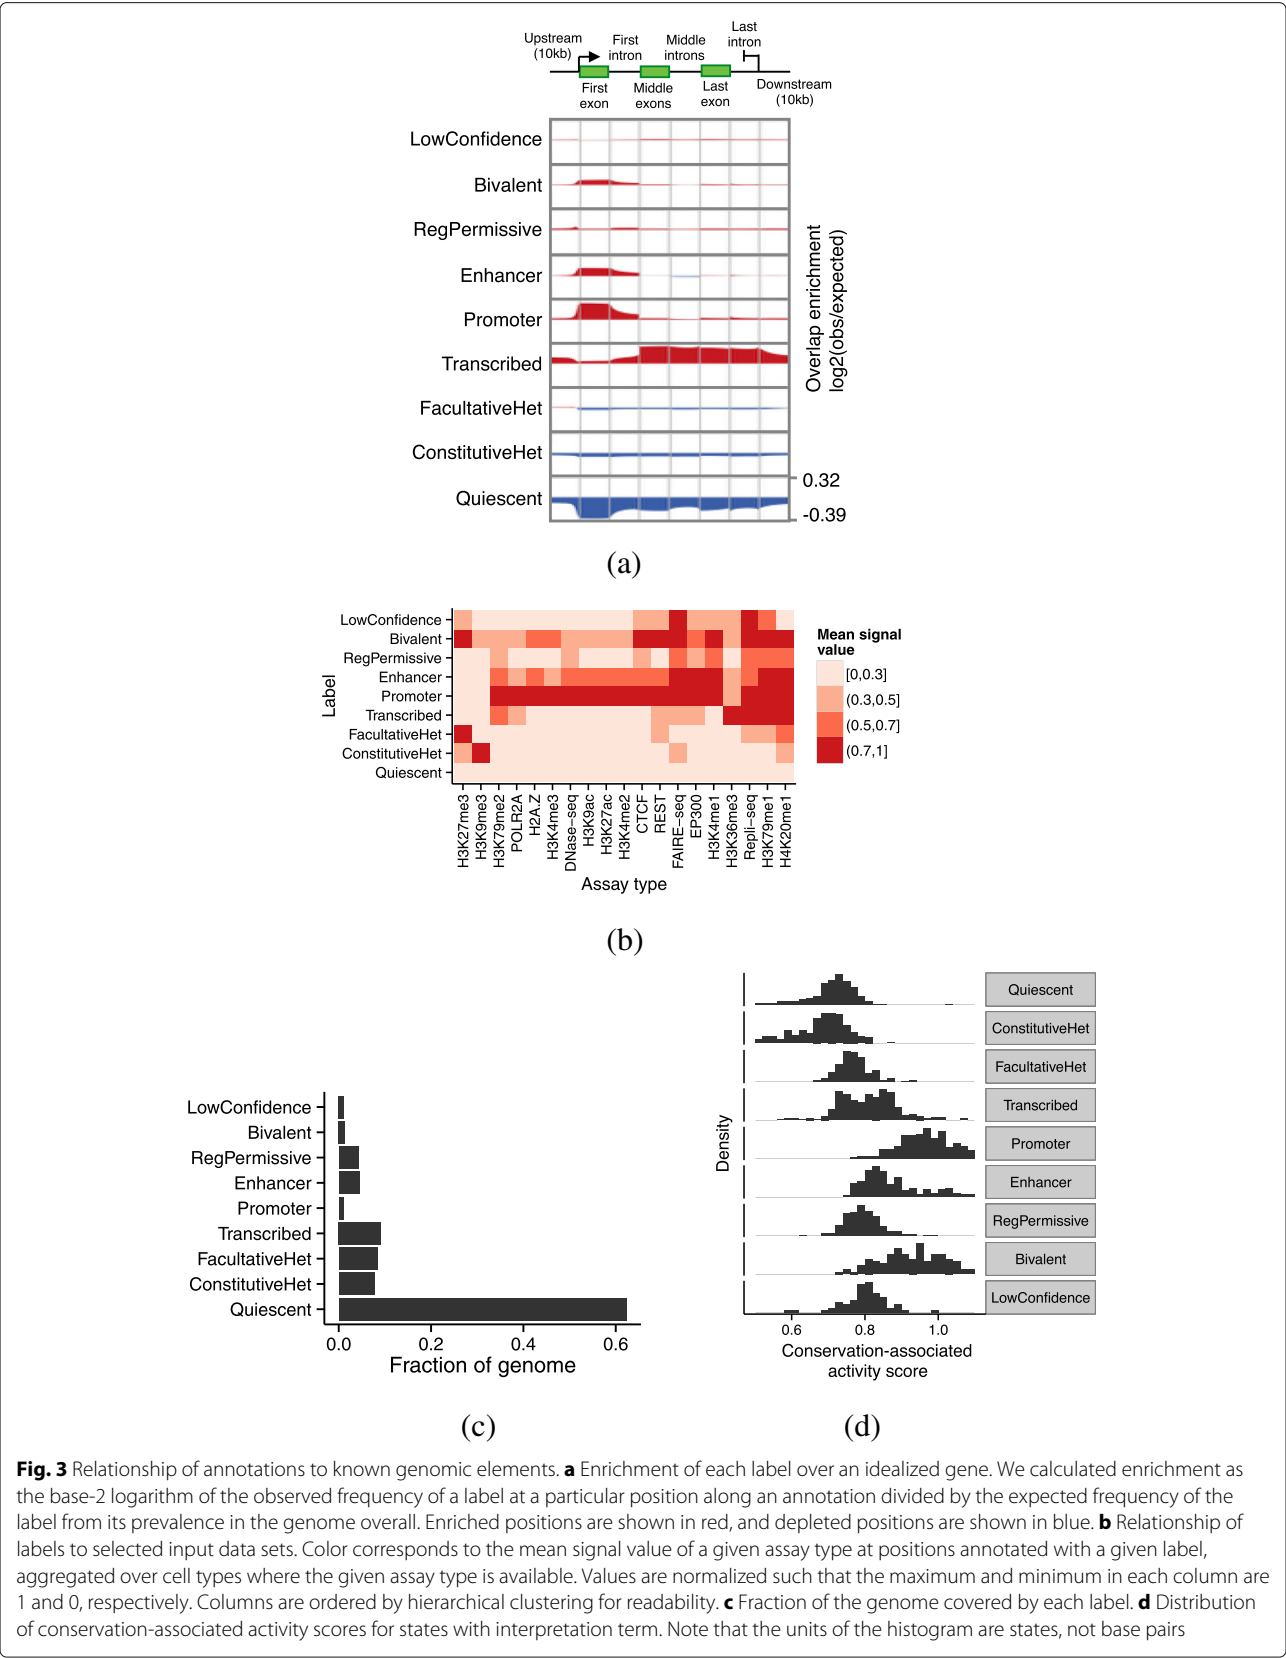 Upstream
(10kb)
First
intron
Middle
introns
Last
intron
First
exon
Middle
exons
Last
exon
Downstream
(10kb)
LowConfidence
Bivalent
RegPermissive
Enhancer
Promoter
Transcribed
FacultativeHet
ConstitutiveHet
Quiescent
Overlap enrichment
log2(obs/expected)
0.32
-0.39
(a)
Label
LowConfidence
Bivalent
RegPermissive
Enhancer
Promoter
Transcribed
FacultativeHet
ConstitutiveHet
Quiescent
H3K27me3
H3K9me3
H3K79me2
POLR2A
H2A.Z
H3K4me3
DNase-seq
H3K9ac
H3K27ac
H3K4me2
CTCF
REST
FAIRE-seq
EP300
H3K4me1
H3K36me3
Repli-seq
H3K79me1
H4K20me1
Assay type
Mean signal
value
[0,0.3]
(0.3,0.5]
(0.5,0.7]
(0.7,1]
(b)
LowConfidence
Bivalent
RegPermissive
Enhancer
Promoter
Transcribed
FacultativeHet
ConstitutiveHet
Quiescent
0.0 0.2 0.4 0.6
Fraction of genome
(c)
Density
Quiescent
ConstitutiveHet
FacultativeHet
Transcribed
Promoter
Enhancer
RegPermissive
Bivalent
LowConfidence
0.6 0.8 1.0
Conservation-associated
activity score
(d)
Fig. 3 Relationship of annotations to known genomic elements. a Enrichment of each label over an idealized gene. We calculated enrichment as
the base-2 logarithm of the observed frequency of a label at a particular position along an annotation divided by the expected frequency of the
label from its prevalence in the genome overall. Enriched positions are shown in red, and depleted positions are shown in blue. b Relationship of
labels to selected input data sets. Color corresponds to the mean signal value of a given assay type at positions annotated with a given label,
aggregated over cell types where the given assay type is available. Values are normalized such that the maximum and minimum in each column are
1 and 0, respectively. Columns are ordered by hierarchical clustering for readability. c Fraction of the genome covered by each label. d Distribution
of conservation-associated activity scores for states with interpretation term. Note that the units of the histogram are states, not base pairs